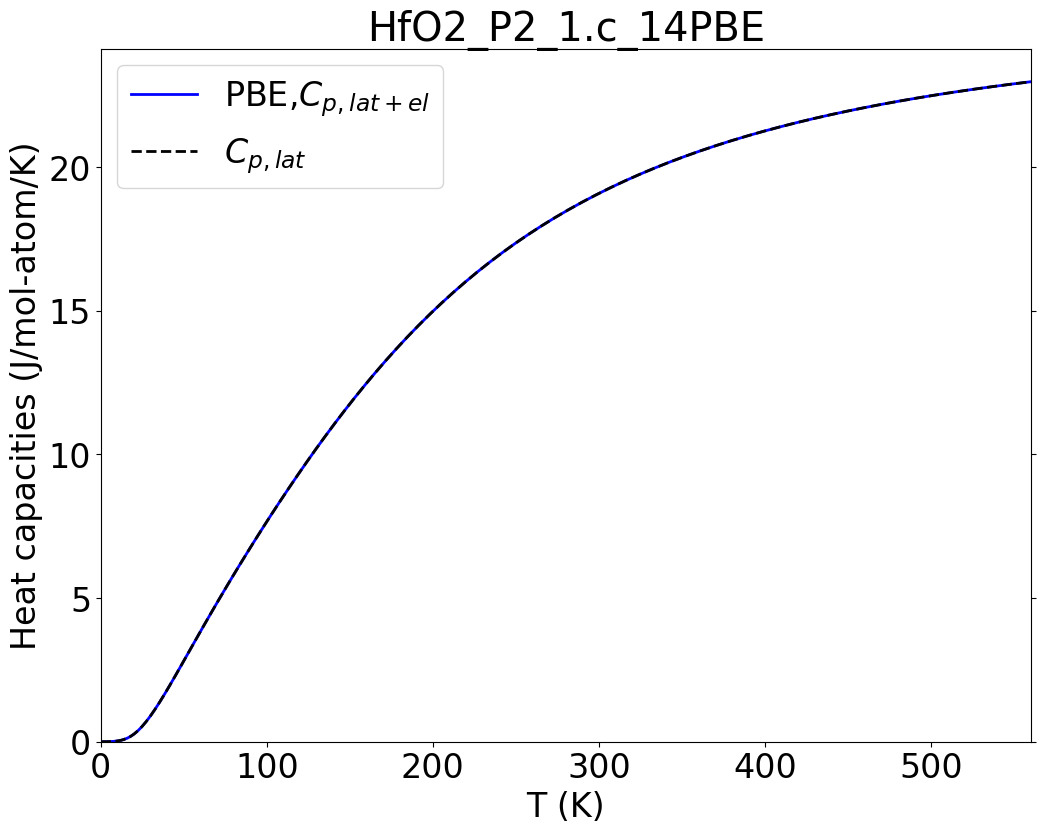 HfO2_P2_1.c_14PBE
PBE,C_{p,lat+el}
C_{p,lat}
Heat capacities (J/mol-atom/K)
20
15
10
5
0
0 100 200 300 400 500
T (K)